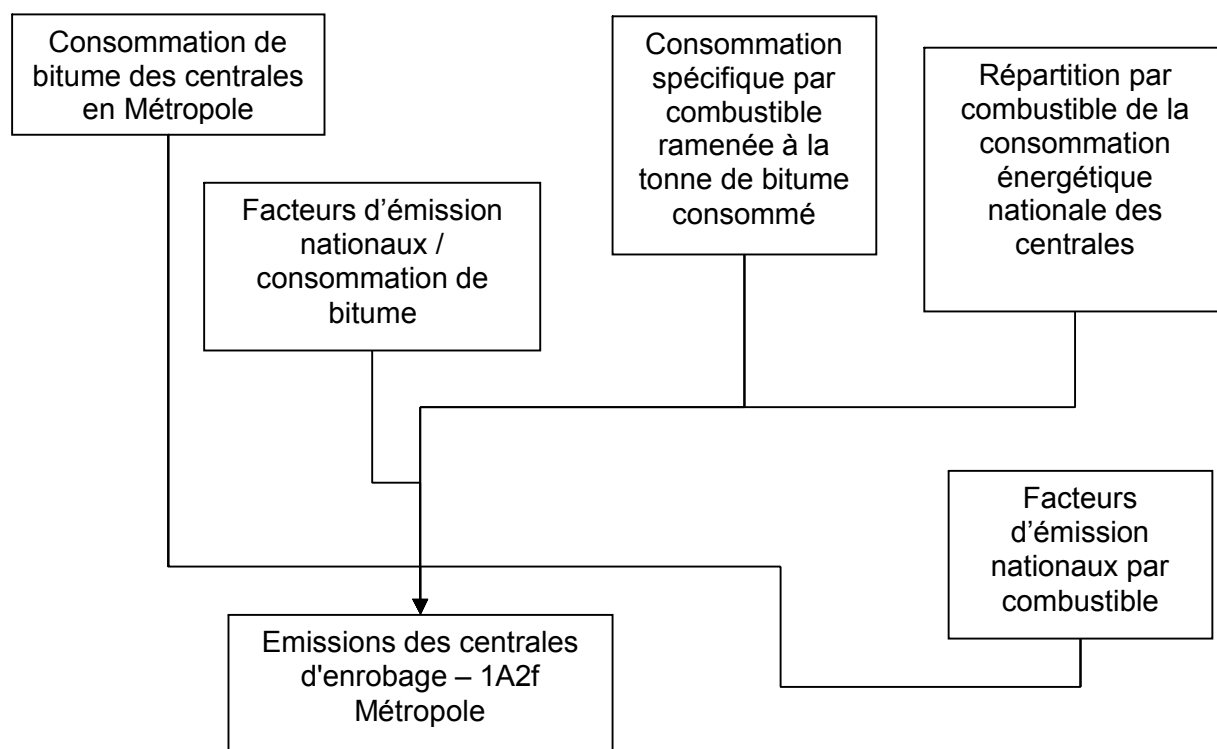 Consommation de
bitume des centrales
en Métropole
Consommation
spécifique par
combustible
ramenée à la
tonne de bitume
consommé
Répartition par
combustible de la
consommation
énergétique
nationale des
centrales
Facteurs d’émission
nationaux /
consommation de
bitume
Facteurs
d’émission
nationaux par
combustible
Emissions des centrales
d'enrobage – 1A2f
Métropole